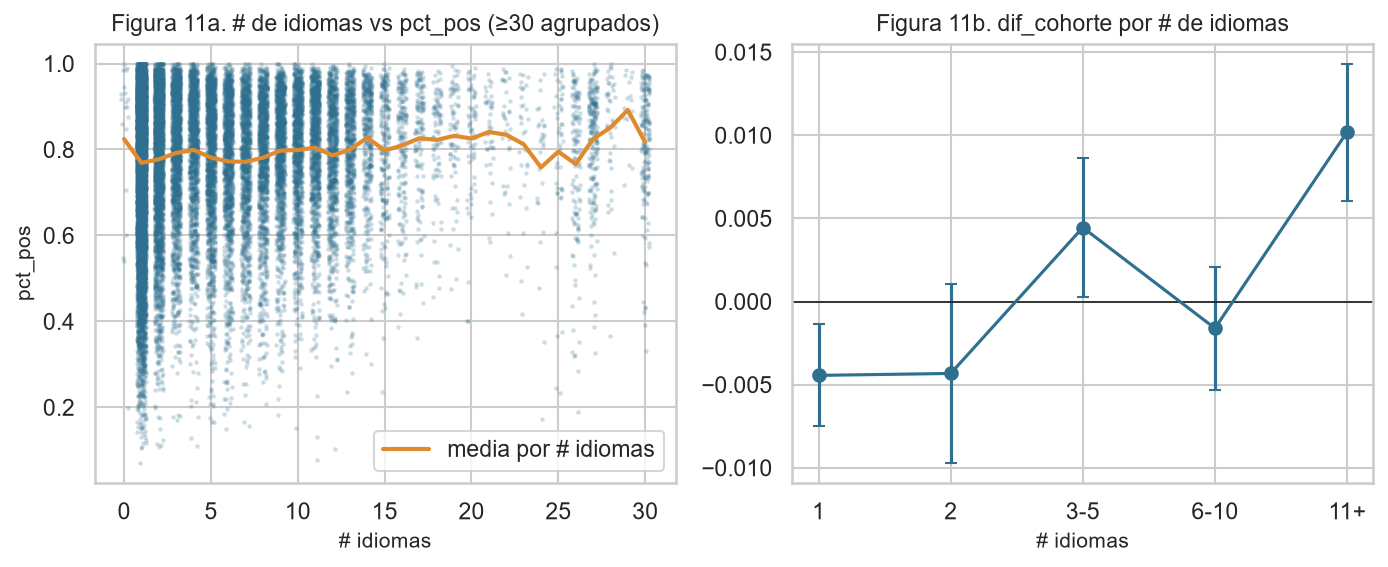 Figura 11a. # de idiomas vs pct_pos (≥30 agrupados)
pct_pos
1.0
0.8
0.6
0.4
0.2
0 5 10 15 20 25 30
# idiomas
media por # idiomas
Figura 11b. dif_cohorte por # de idiomas
0.015
0.010
0.005
0.000
−0.005
−0.010
1 2 3-5 6-10 11+
# idiomas